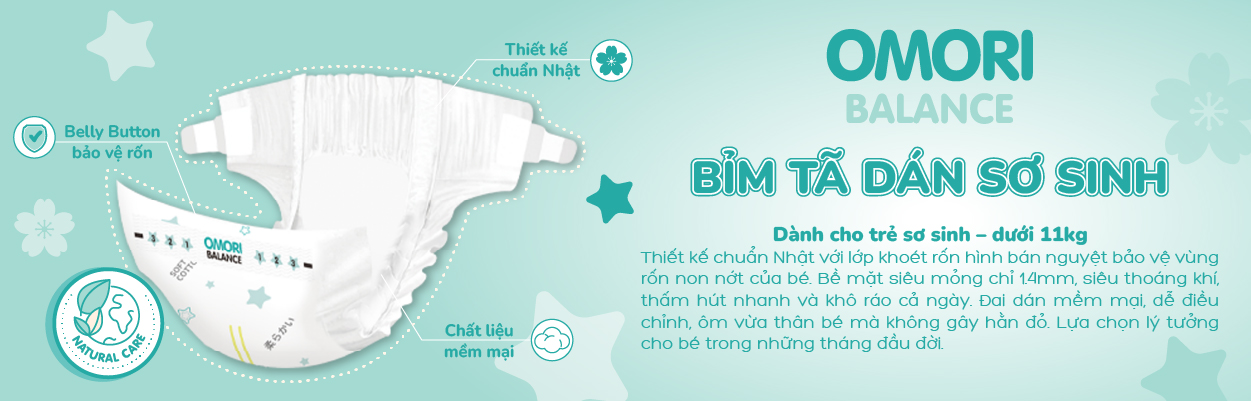 Thiết kế
chuẩn Nhật
Belly Button
bảo vệ rốn
OMORI
BALANCE
SOFT
COTT
柔らかい
NATURAL CARE
Chất liệu
mềm mại
OMORI
BALANCE
BỈM TÃ DÁN SƠ SINH
Dành cho trẻ sơ sinh – dưới 11kg
Thiết kế chuẩn Nhật với lớp khoét rốn hình bán nguyệt bảo vệ vùng
rốn non nớt của bé. Bề mặt siêu mỏng chỉ 1.4mm, siêu thoáng khí,
thấm hút nhanh và khô ráo cả ngày. Đai dán mềm mại, dễ điều
chỉnh, ôm vừa thân bé mà không gây hằn đỏ. Lựa chọn lý tưởng
cho bé trong những tháng đầu đời.